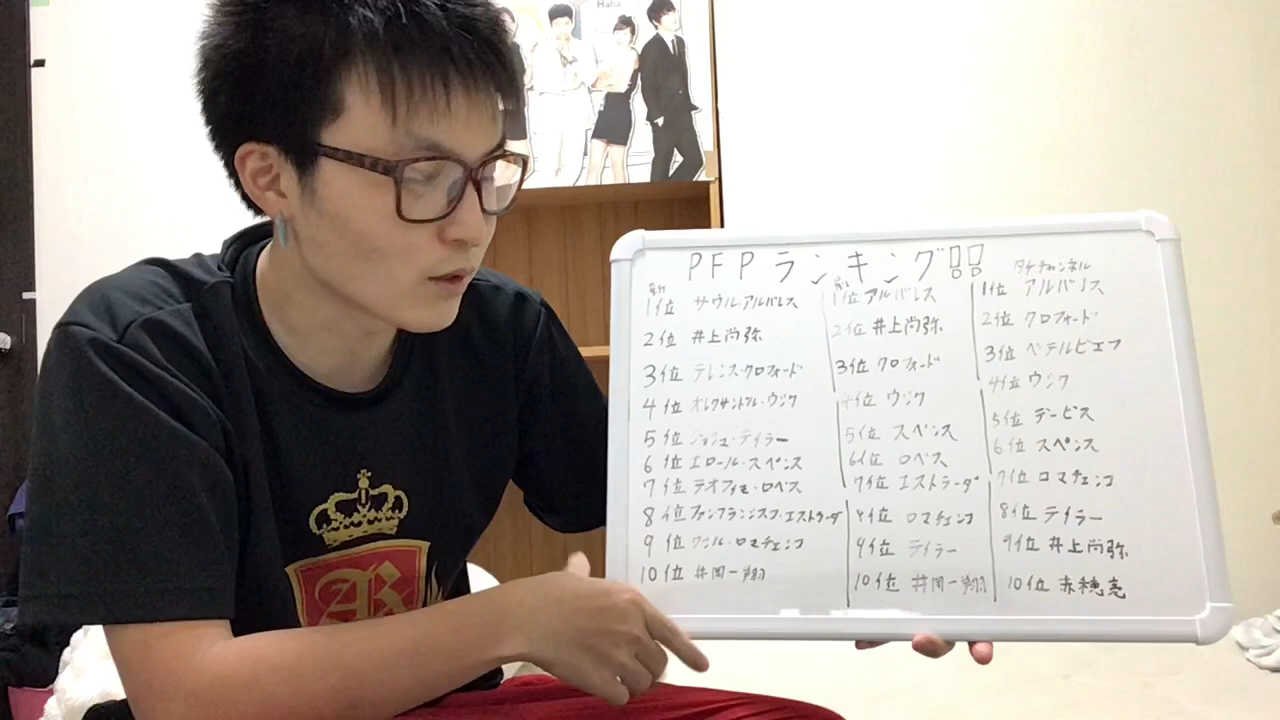 Haha
PFPランキング!!
タケチャンネル
新
1位 サウルアルバレス
2位 井上尚弥
3位 テレンス・クロフォード
4位 オレクサンドル・ウシク
5位 ジョシュ・テイラー
6位 エロール・スペンス
7位 テオフィモ・ロペス
8位 ファンフランシスコ・エストラーダ
9位 ワシル・ロマチェンコ
10位 井岡一翔
前
1位 アルバレス
2位 井上尚弥
3位 クロフォード
4位 ウシク
5位 スペンス
6位 ロペス
7位 エストラーダ
8位 ロマチェンコ
9位 テイラー
10位 井岡一翔
1位 アルバレス
2位 クロフォード
3位 ベテルビエフ
4位 ウシク
5位 デービス
6位 スペンス
7位 ロマチェンコ
8位 テイラー
9位 井上尚弥
10位 赤穂亮
AR